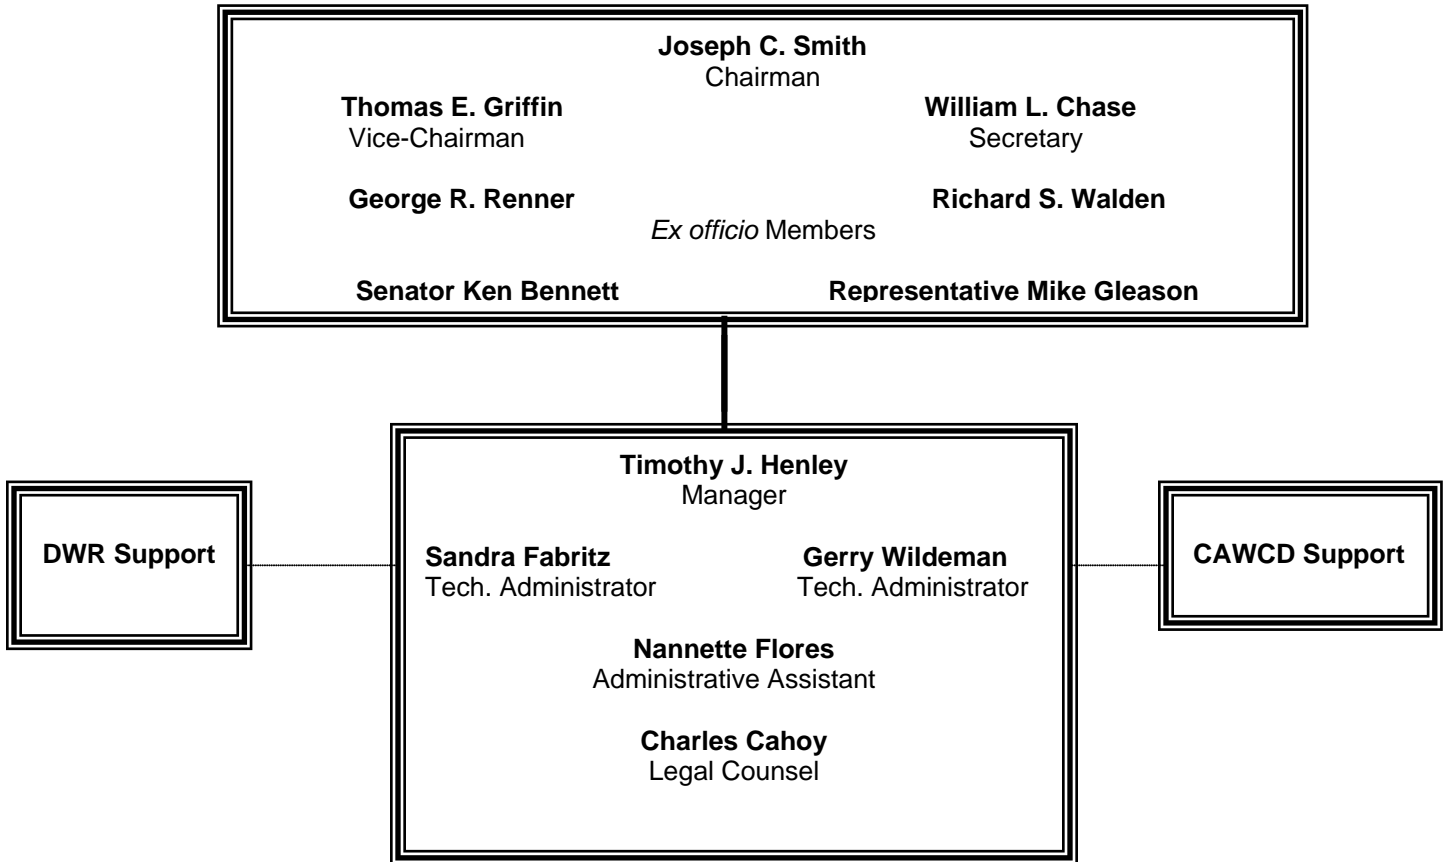 Joseph C. Smith
Chairman
Thomas E. Griffin William L. Chase
Vice-Chairman Secretary
George R. Renner Richard S. Walden
Ex officio Members
Senator Ken Bennett Representative Mike Gleason
Timothy J. Henley
Manager
DWR Support
Sandra Fabritz Gerry Wildeman
Tech. Administrator Tech. Administrator
CAWCD Support
Nannette Flores
Administrative Assistant
Charles Cahoy
Legal Counsel